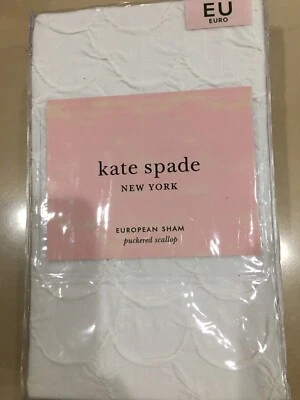 EU
EURO
kate spade
NEW YORK
EUROPEAN SHAM
puckered scallop